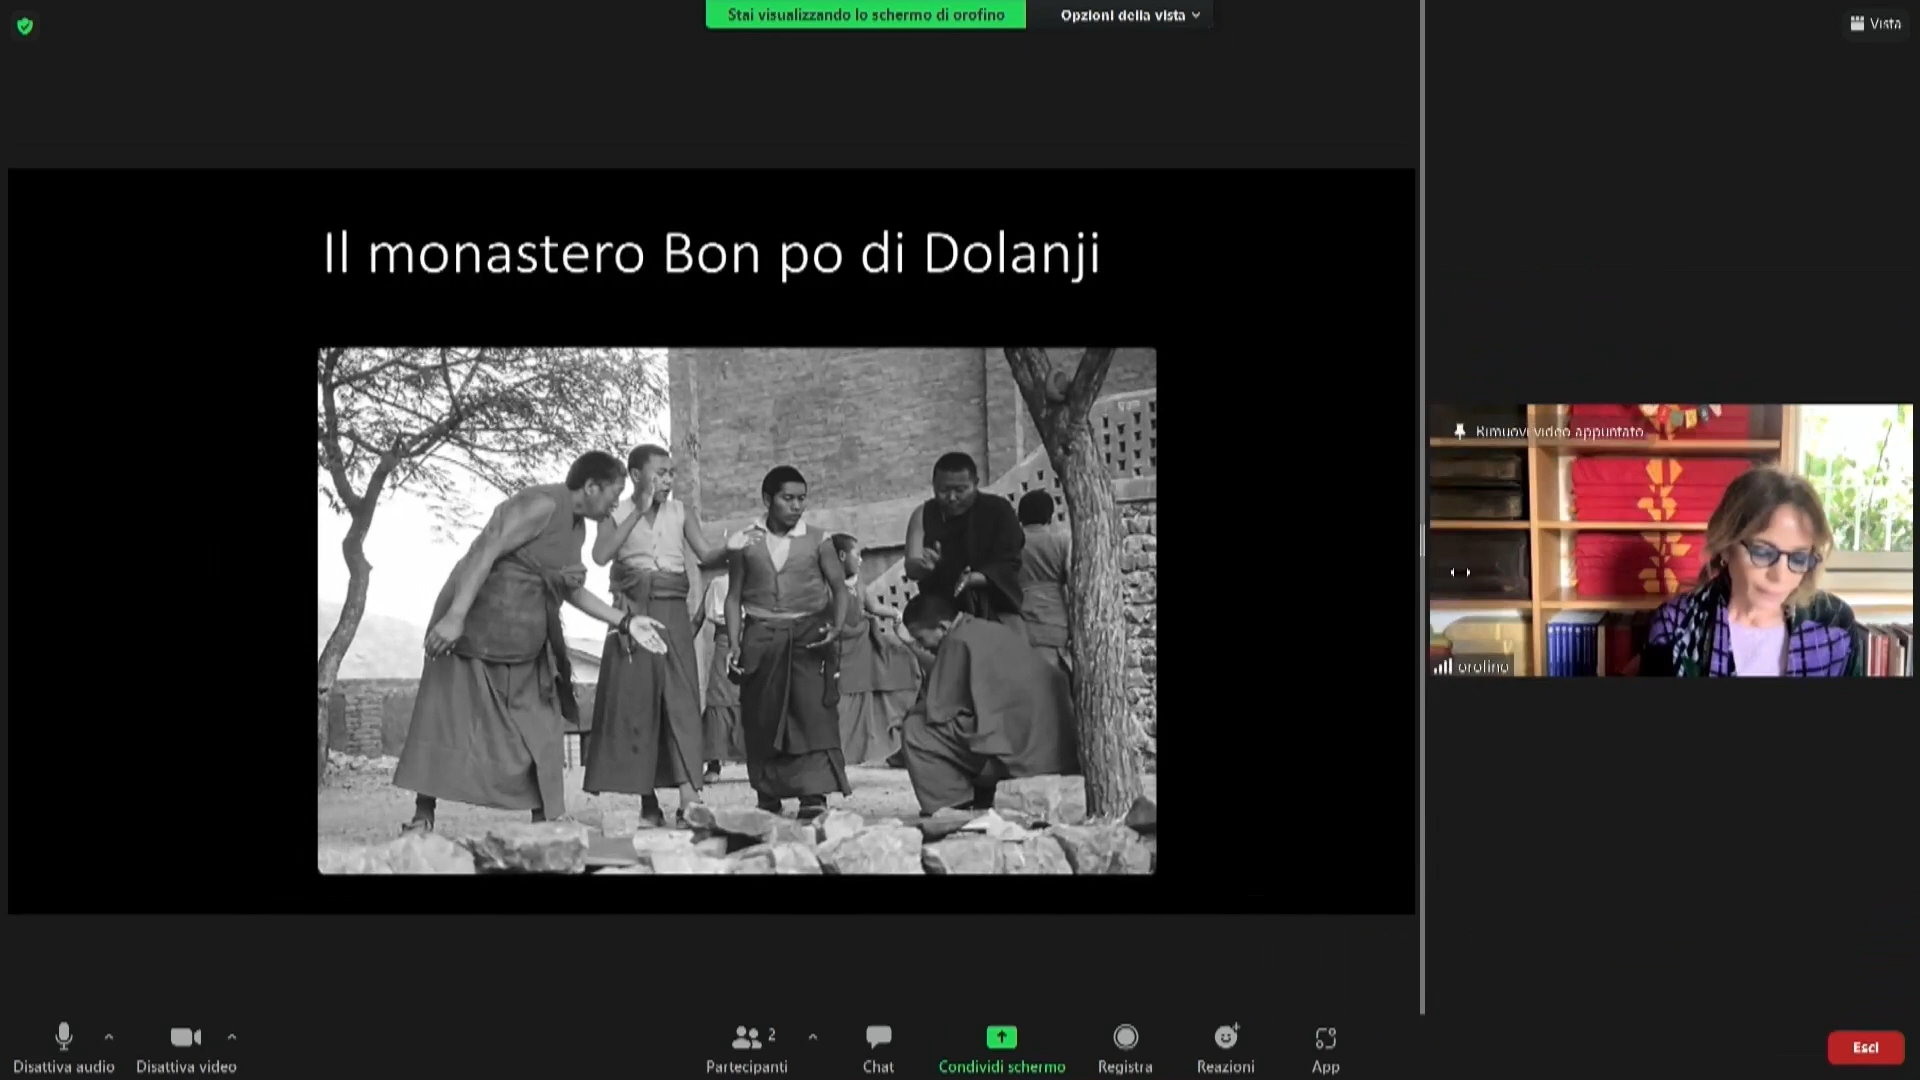 Stai visualizzando lo schermo di orofino
Opzioni della vista
Vista
Il monastero Bon po di Dolanji
Rimuovi video appuntato
orofino
Disattiva audio
Disattiva video
2
Partecipanti
Chat
Condividi schermo
Registra
Reazioni
App
Esci